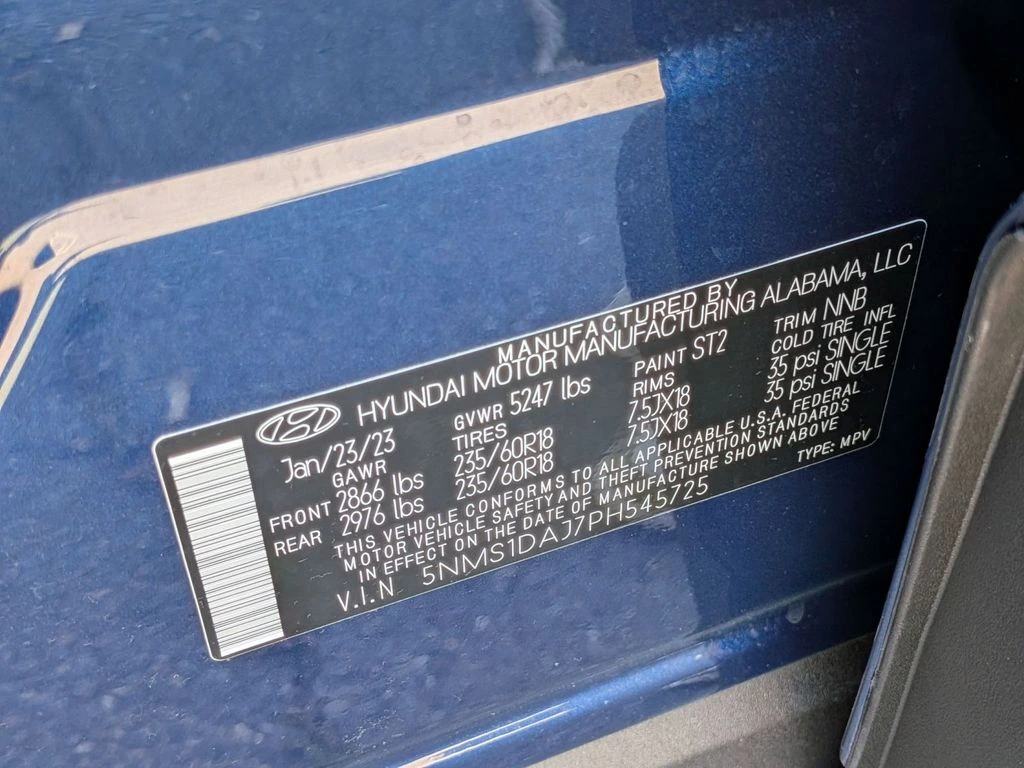 MANUFACTURED BY
HYUNDAI MOTOR MANUFACTURING ALABAMA, LLC
Jan/23/23 GVWR 5247 lbs PAINT ST2 TRIM NNB
GAWR TIRES RIMS COLD TIRE INFL
FRONT 2866 lbs 235/60R18 7.5JX18 35 psi SINGLE
REAR 2976 lbs 235/60R18 7.5JX18 35 psi SINGLE
THIS VEHICLE CONFORMS TO ALL APPLICABLE U.S.A. FEDERAL
MOTOR VEHICLE SAFETY AND THEFT PREVENTION STANDARDS
IN EFFECT ON THE DATE OF MANUFACTURE SHOWN ABOVE
V.I.N 5NMS1DAJ7PH545725 TYPE: MPV